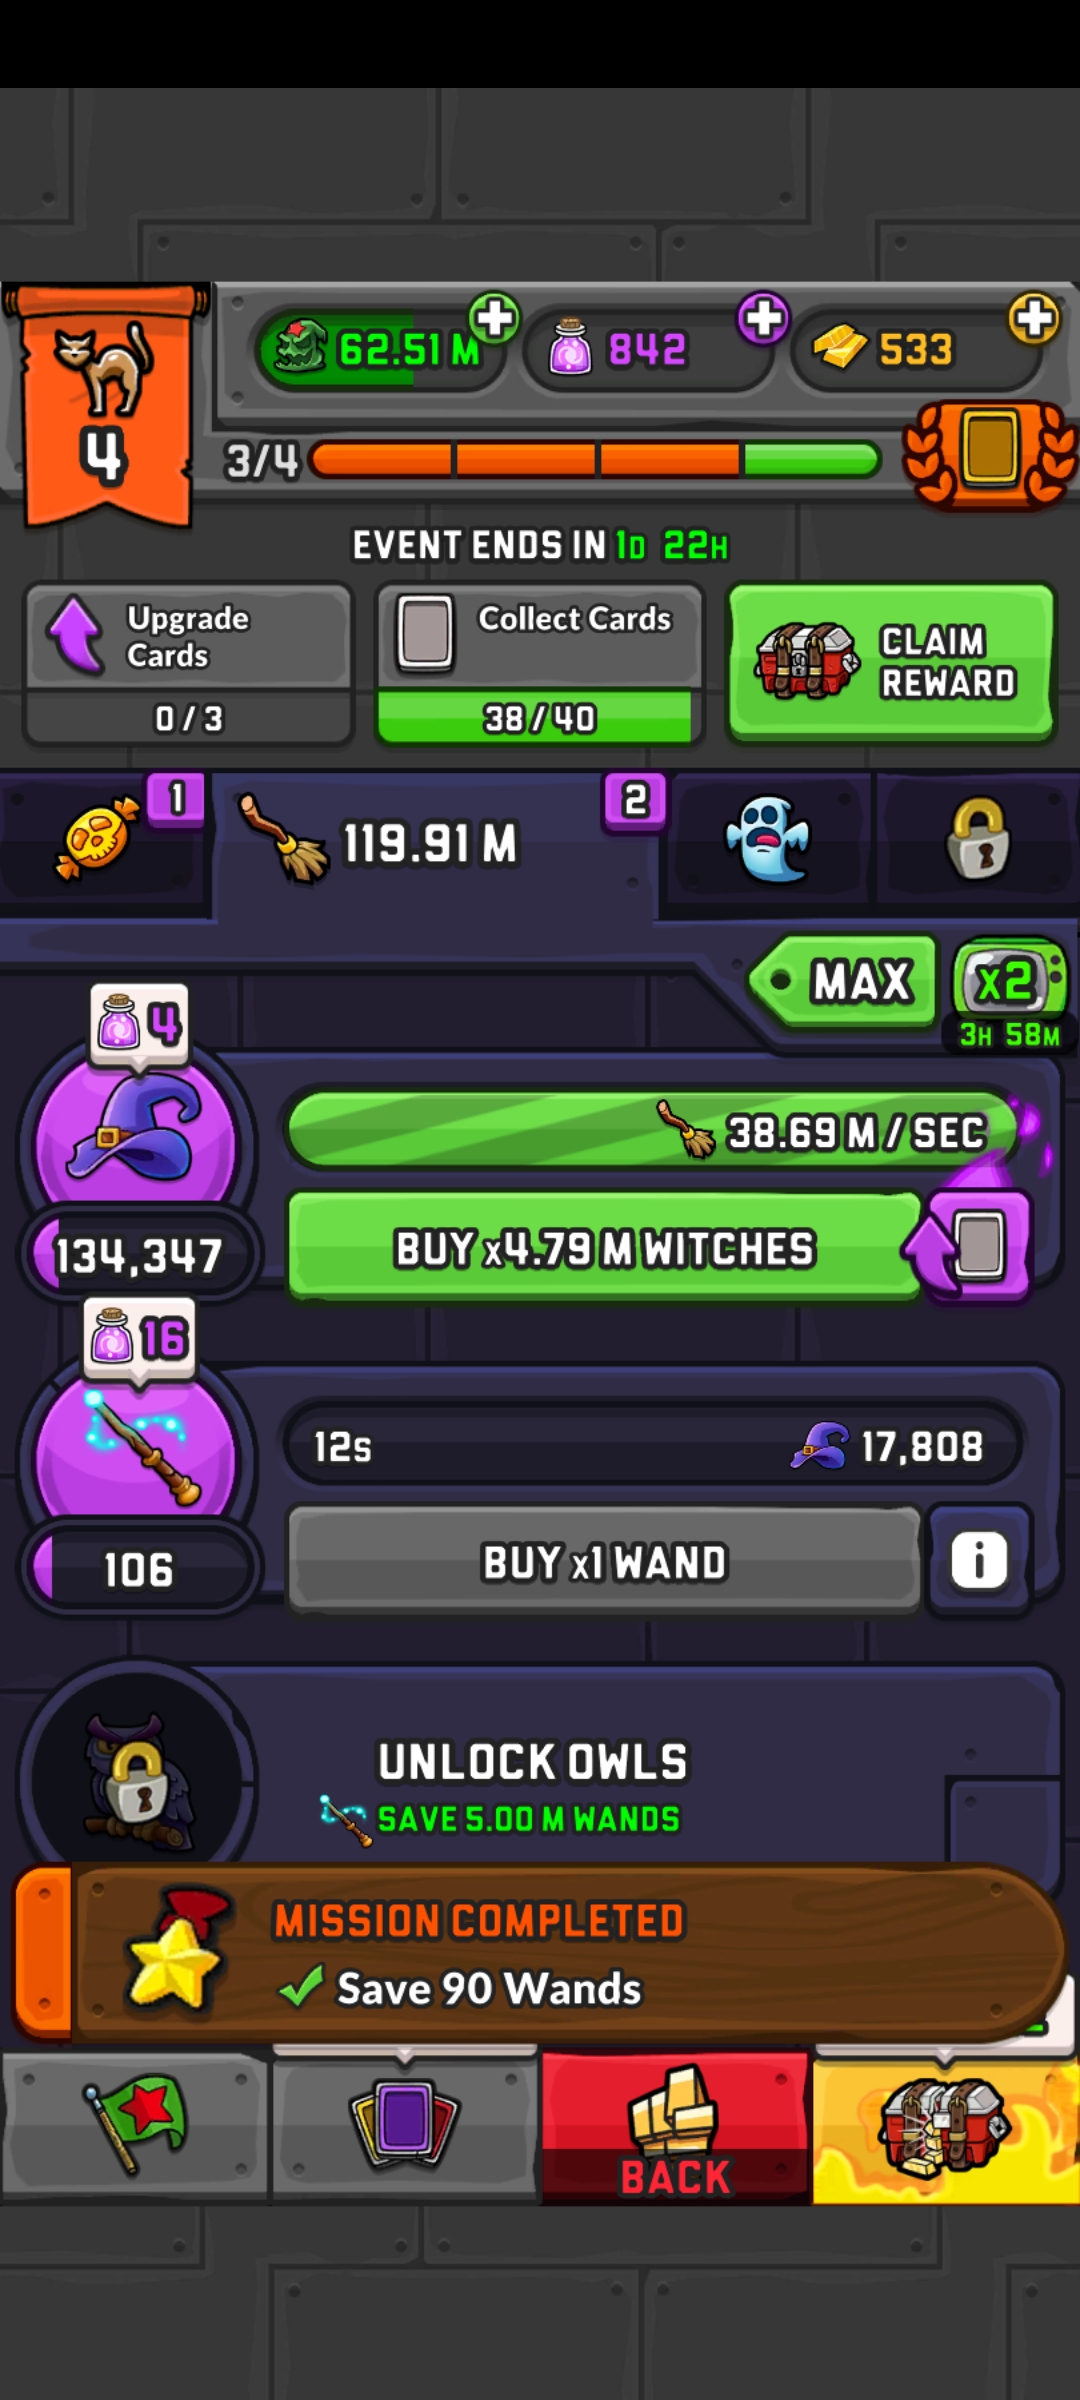 62.51 M
842
533
4
3/4
EVENT ENDS IN 1D 22H
Upgrade
Cards
0 / 3
Collect Cards
38 / 40
CLAIM
REWARD
1
119.91 M
2
MAX
x2
3H 58M
4
38.69 M / SEC
134,347
BUY x4.79 M WITCHES
16
12s
17,808
106
BUY x1 WAND
i
UNLOCK OWLS
SAVE 5.00 M WANDS
MISSION COMPLETED
Save 90 Wands
BACK